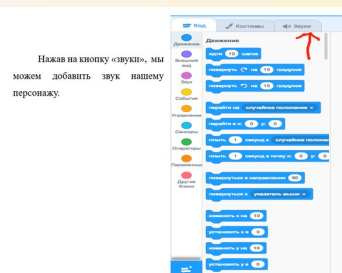 Нажав на кнопку «звуки», мы
можем добавить звук нашему
персонажу.
Код
Костюмы
Звуки
Движение
Внешний
вид
Звук
События
Управление
Сенсоры
Операторы
Переменные
Другие
блоки
Движение
идти 10 шагов
повернуть на 15 градусов
повернуть на 15 градусов
перейти на случайное положение
перейти в x: 0 y: 0
плыть 1 секунд к случайное положен
плыть 1 секунд в точку x: 0 y: 0
повернуться в направлении 90
повернуться к указатель мыши
изменить x на 10
установить x в 0
изменить y на 10
установить y в 0